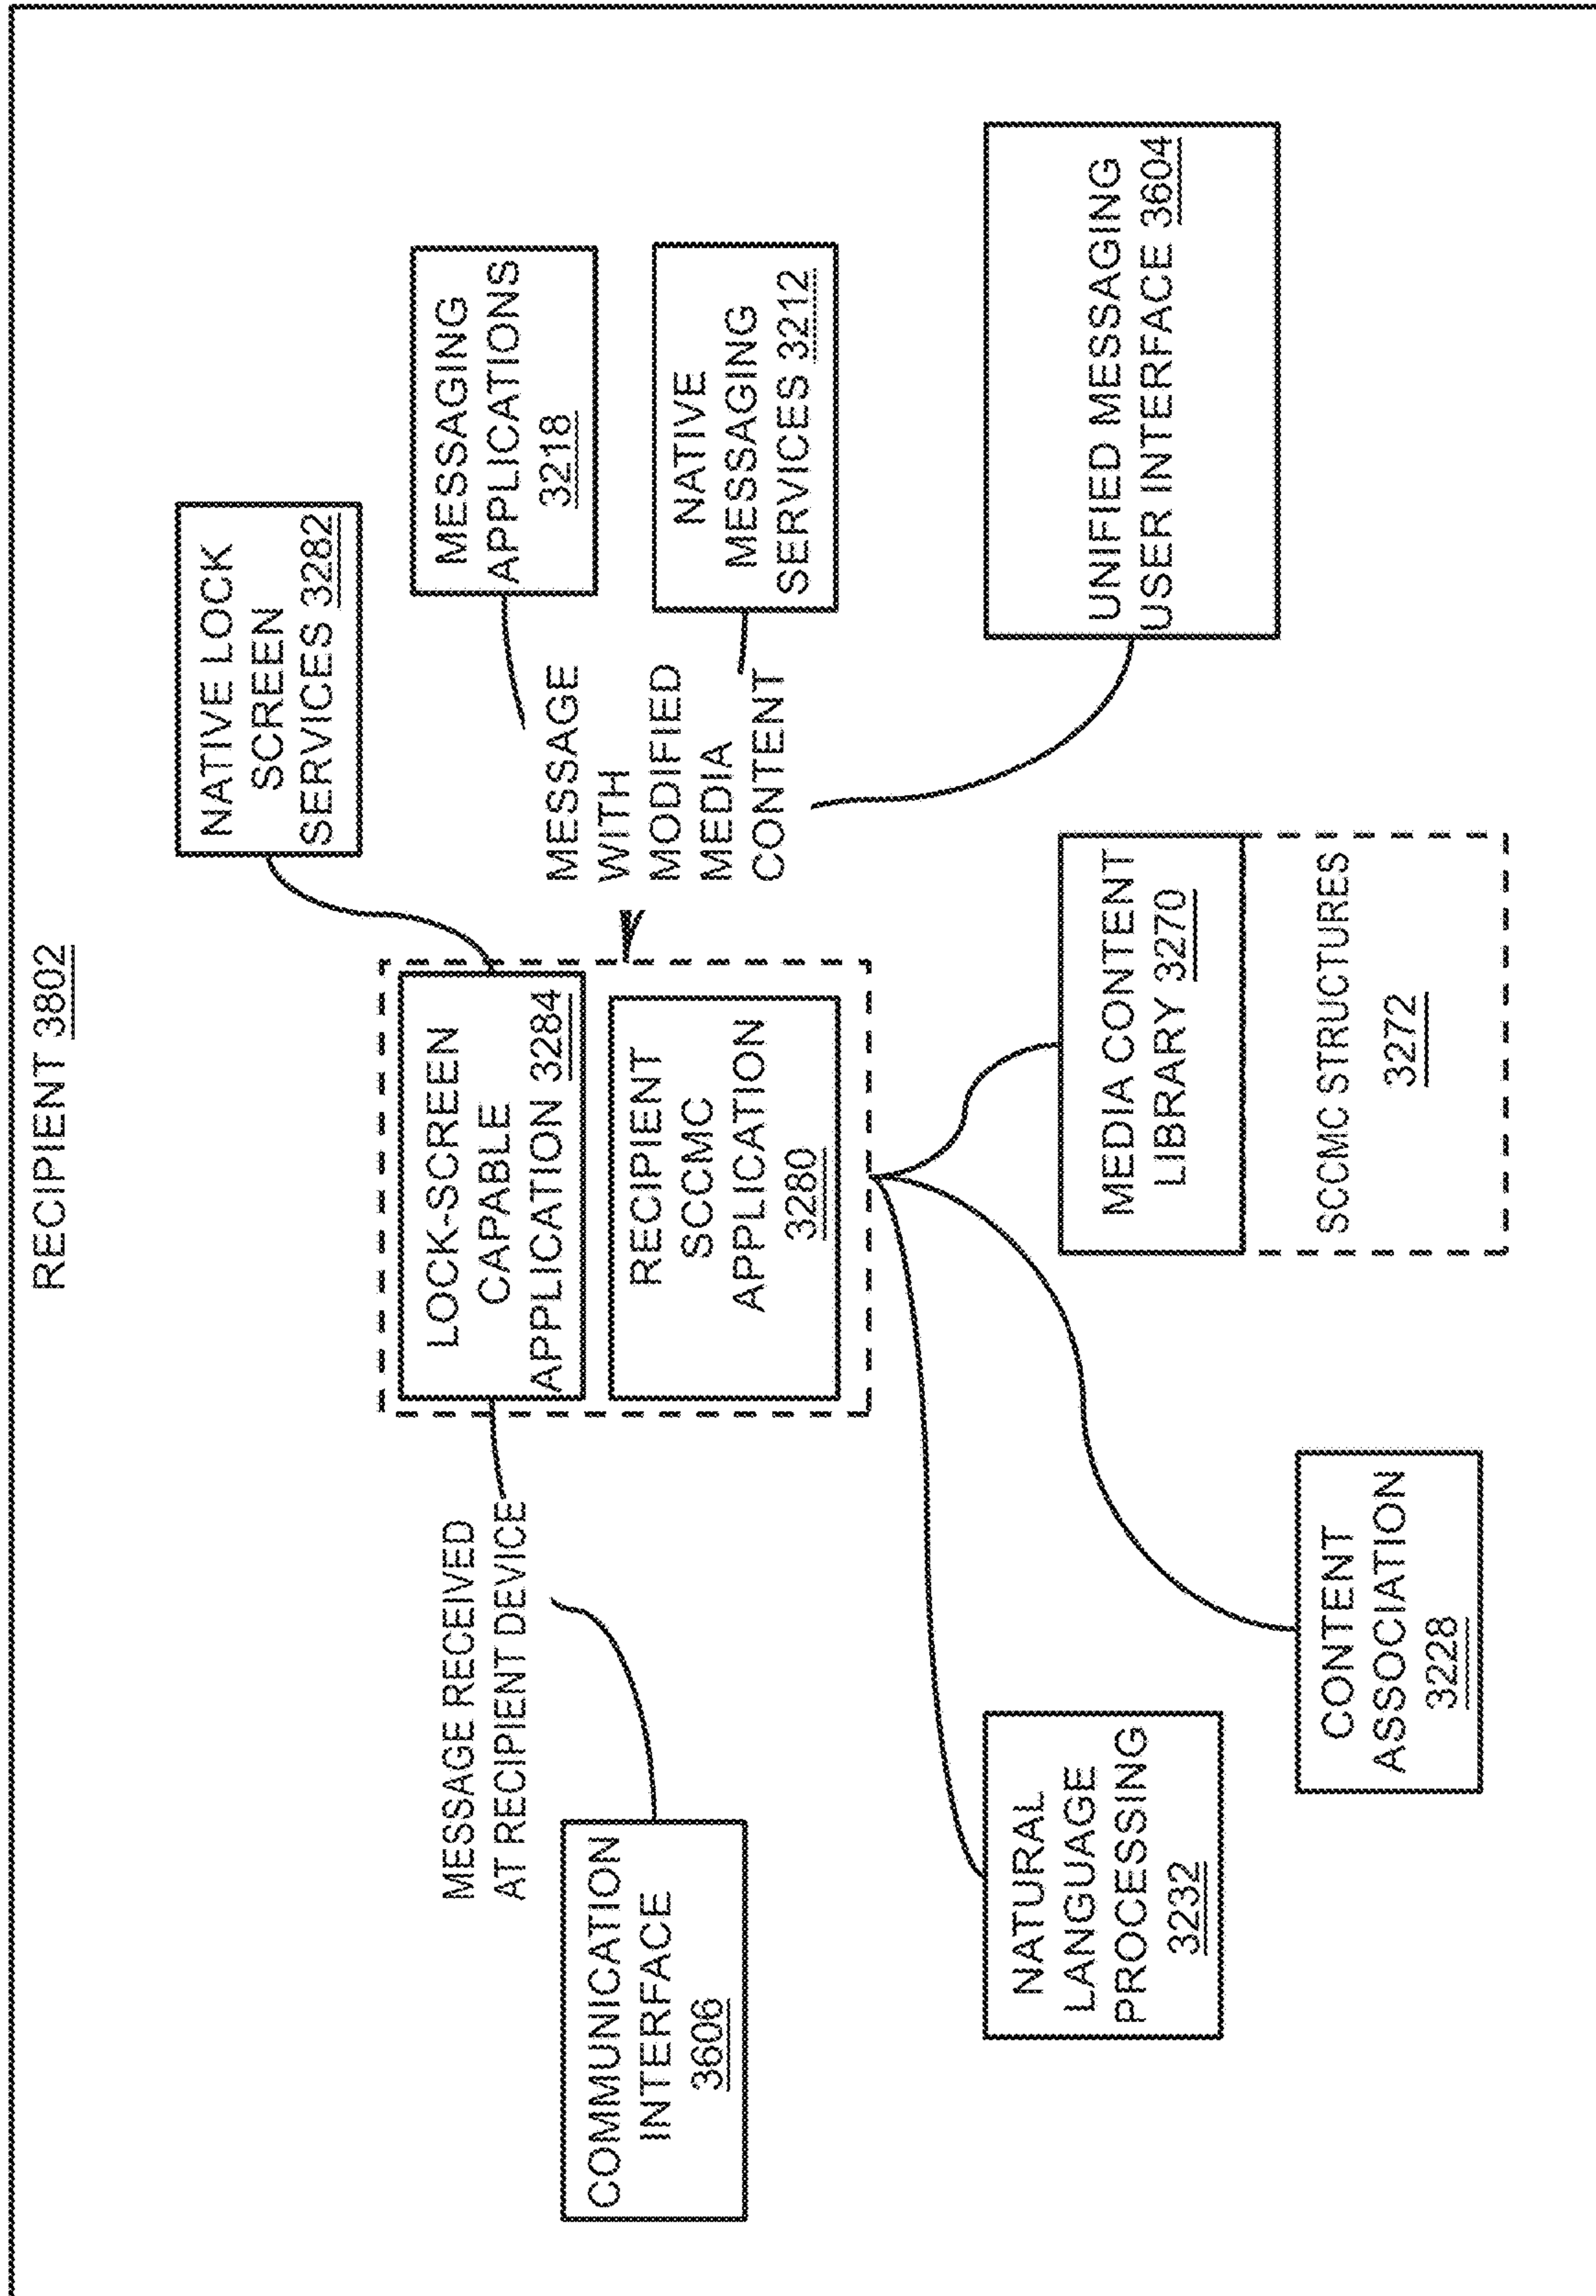 RECIPIENT 3802
NATIVE LOCK
SCREEN
SERVICES 3282
LOCK-SCREEN
CAPABLE
APPLICATION 3284
RECIPIENT
SCCMC
APPLICATION
3280
MESSAGE RECEIVED
AT RECIPIENT DEVICE
COMMUNICATION
INTERFACE
3606
MESSAGE
WITH
MODIFIED
MEDIA
CONTENT
MESSAGING
APPLICATIONS
3218
NATIVE
MESSAGING
SERVICES 3212
UNIFIED MESSAGING
USER INTERFACE 3604
NATURAL
LANGUAGE
PROCESSING
3232
CONTENT
ASSOCIATION
3228
MEDIA CONTENT
LIBRARY 3270
SCCMC STRUCTURES
3272